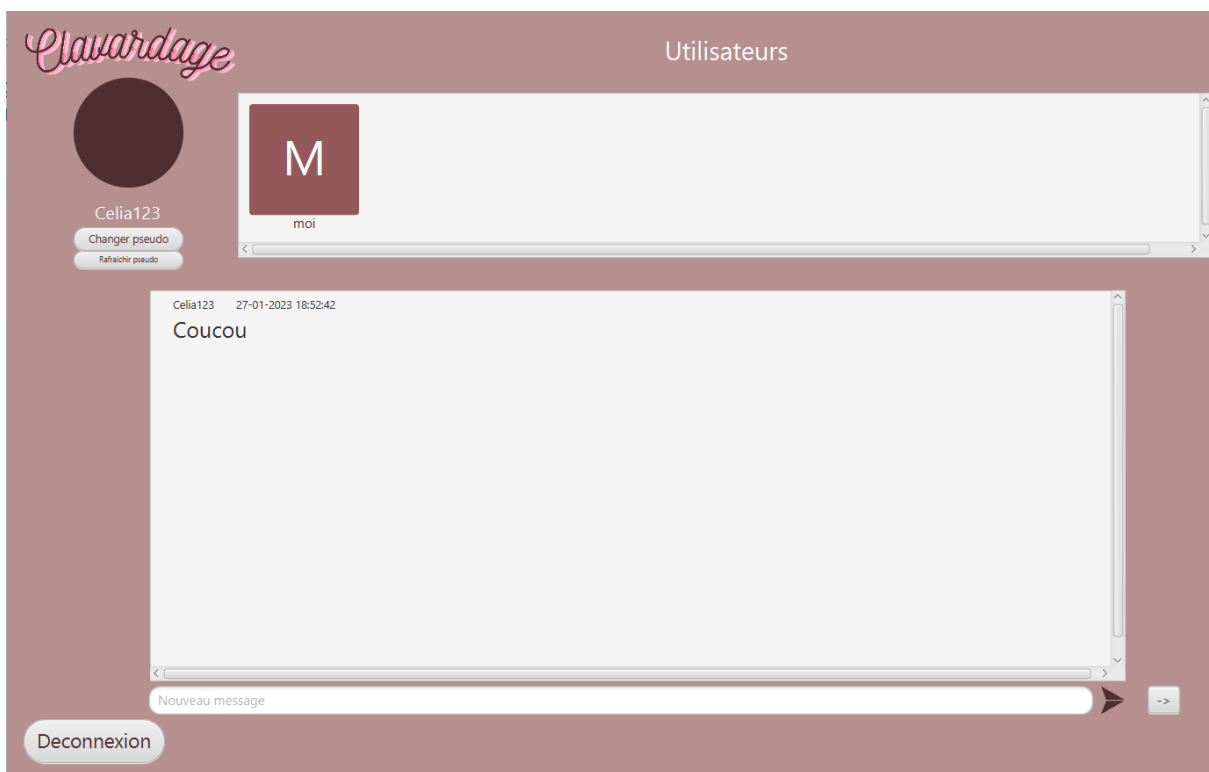 Clavardage
Utilisateurs
M
moi
Celia123
Changer pseudo
Rafraichir pseudo
Celia123 27-01-2023 18:52:42
Coucou
Nouveau message
->
Deconnexion